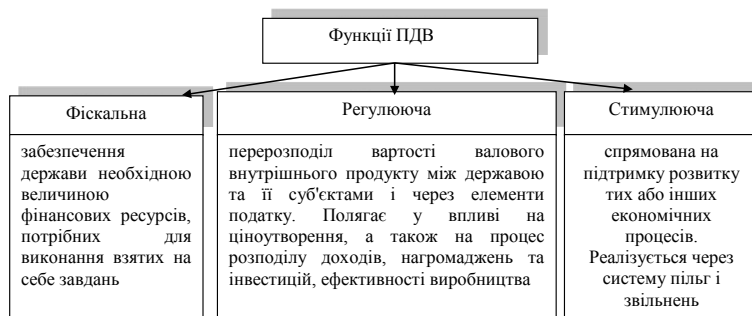 Функції ПДВ
Фіскальна
забезпечення
держави необхідною
величиною
фінансових ресурсів,
потрібних для
виконання взятих на
себе завдань
Регулююча
перерозподіл вартості валового
внутрішнього продукту між державою
та її суб'єктами і через елементи
податку. Полягає у впливі на
ціноутворення, а також на процес
розподілу доходів, нагромаджень та
інвестицій, ефективності виробництва
Стимулююча
спрямована на
підтримку розвитку
тих або інших
економічних
процесів.
Реалізується через
систему пільг і
звільнень